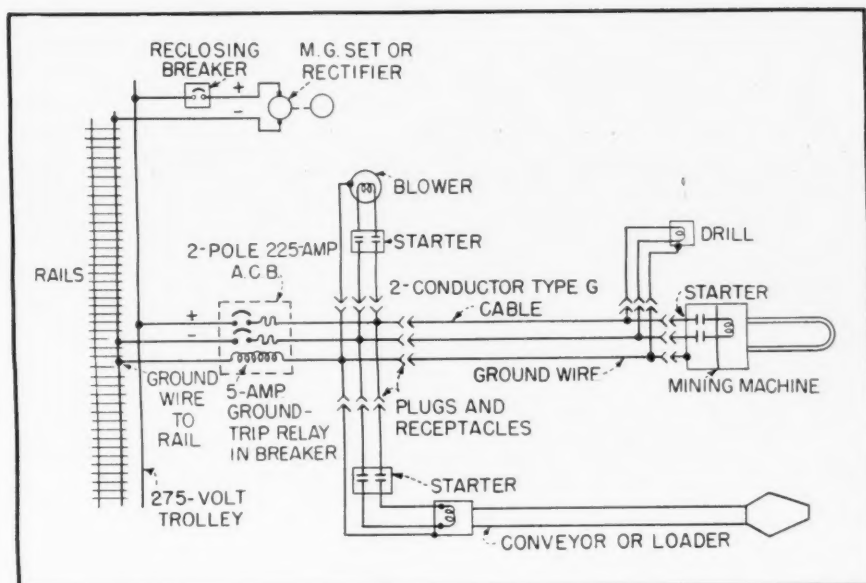 RECLOSING
BREAKER
M.G. SET OR
RECTIFIER
+
−
BLOWER
STARTER
2-POLE 225-AMP
A.C.B.
DRILL
RAILS
2-CONDUCTOR TYPE G
CABLE
STARTER
+
−
GROUND WIRE
MINING MACHINE
GROUND
WIRE
TO
RAIL
5-AMP
GROUND-
TRIP RELAY
IN BREAKER
PLUGS AND
RECEPTACLES
STARTER
275-VOLT
TROLLEY
CONVEYOR OR LOADER